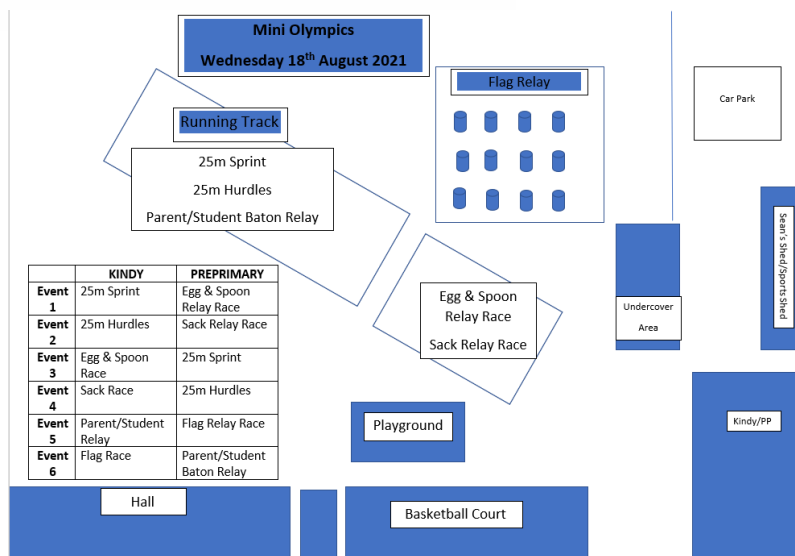 Mini Olympics
Wednesday 18th August 2021
Flag Relay
Car Park
Running Track
25m Sprint
25m Hurdles
Parent/Student Baton Relay
Sean's Shed/Sports Shed
Egg & Spoon
Relay Race
Sack Relay Race
Undercover
Area
KINDY PREPRIMARY
Event 25m Sprint Egg & Spoon
1 Relay Race
Event 25m Hurdles Sack Relay Race
2
Event Egg & Spoon 25m Sprint
3 Race
Event Sack Race 25m Hurdles
4
Event Parent/Student Flag Relay Race
5 Relay
Event Flag Race Parent/Student
6 Baton Relay
Playground
Kindy/PP
Hall
Basketball Court